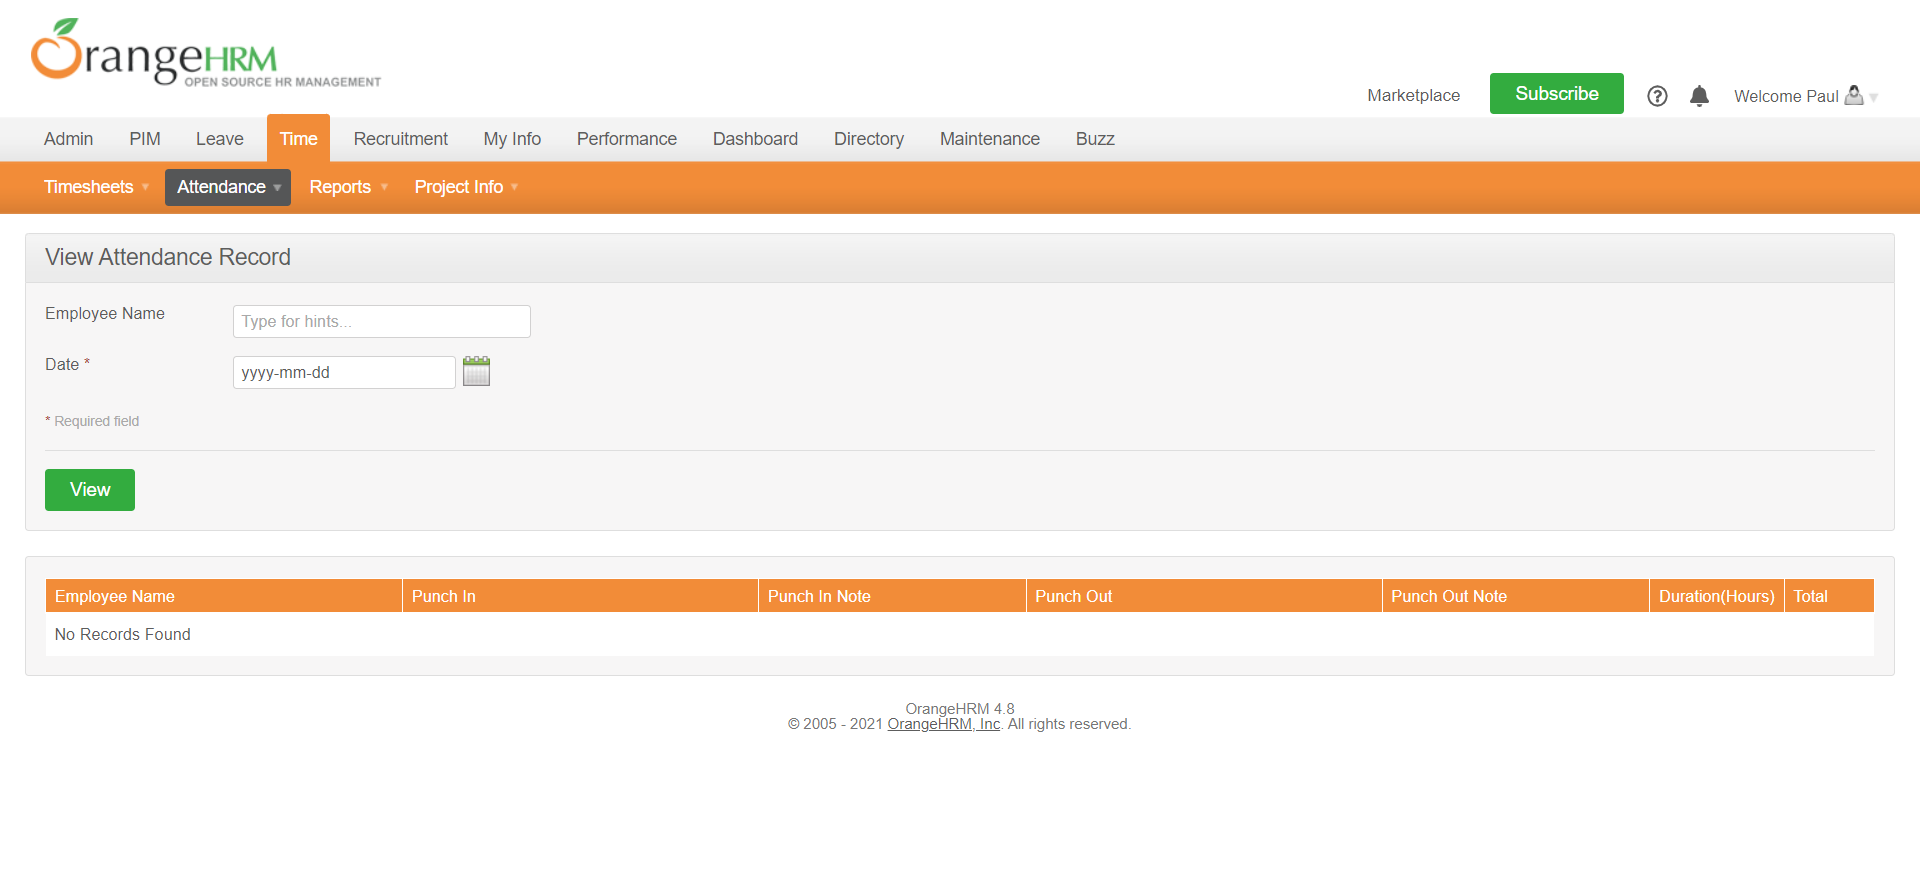 OrangeHRM
OPEN SOURCE HR MANAGEMENT
Marketplace Subscribe Welcome Paul
Admin PIM Leave Time Recruitment My Info Performance Dashboard Directory Maintenance Buzz
Timesheets Attendance Reports Project Info
View Attendance Record
Employee Name Type for hints...
Date * yyyy-mm-dd
* Required field
View
Employee Name Punch In Punch In Note Punch Out Punch Out Note Duration(Hours) Total
No Records Found
OrangeHRM 4.8
© 2005 - 2021 OrangeHRM, Inc. All rights reserved.